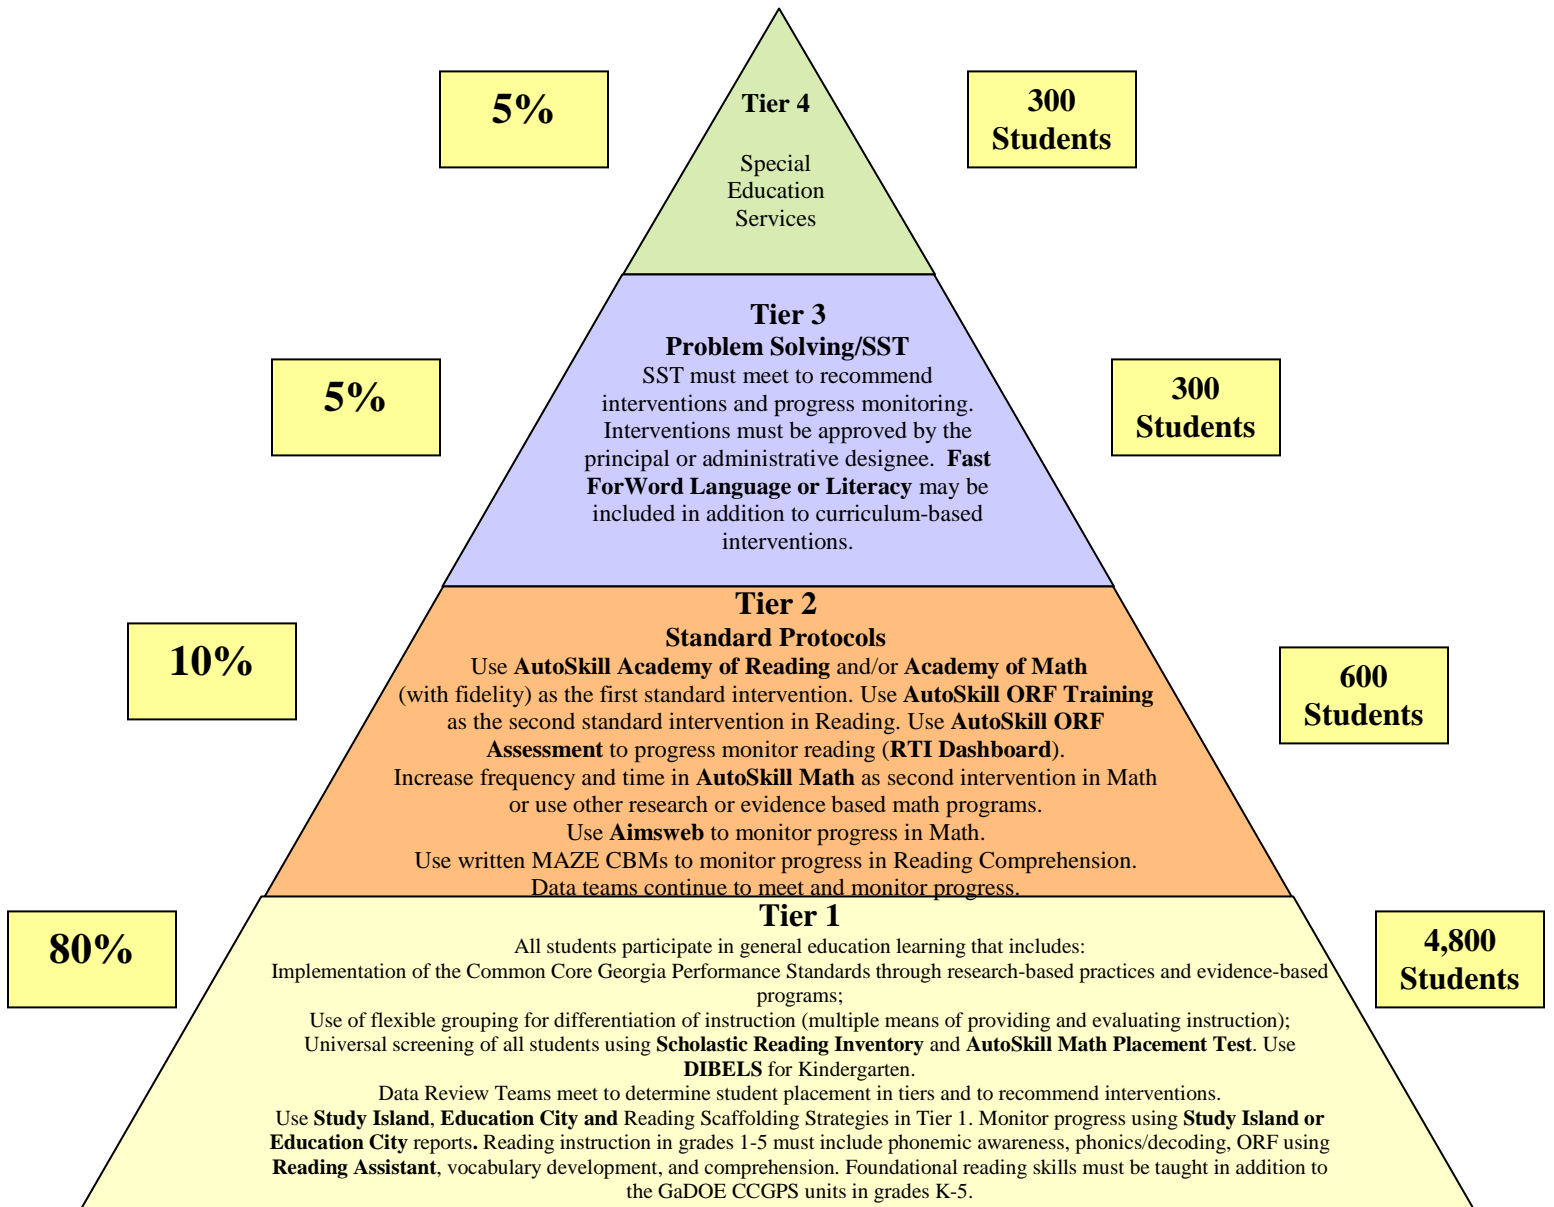 5%
Tier 4
300
Students
Special
Education
Services
Tier 3
Problem Solving/SST
SST must meet to recommend
interventions and progress monitoring.
Interventions must be approved by the
principal or administrative designee.  Fast
ForWord Language or Literacy may be
included in addition to curriculum-based
interventions.
5%
300
Students
Tier 2
Standard Protocols
Use AutoSkill Academy of Reading and/or Academy of Math
(with fidelity) as the first standard intervention. Use AutoSkill ORF Training
as the second standard intervention in Reading. Use AutoSkill ORF
Assessment to progress monitor reading (RTI Dashboard).
Increase frequency and time in AutoSkill Math as second intervention in Math
or use other research or evidence based math programs.
Use Aimsweb to monitor progress in Math.
Use written MAZE CBMs to monitor progress in Reading Comprehension.
Data teams continue to meet and monitor progress.
10%
600
Students
Tier 1
All students participate in general education learning that includes:
Implementation of the Common Core Georgia Performance Standards through research-based practices and evidence-based
programs;
Use of flexible grouping for differentiation of instruction (multiple means of providing and evaluating instruction);
Universal screening of all students using Scholastic Reading Inventory and AutoSkill Math Placement Test. Use
DIBELS for Kindergarten.
Data Review Teams meet to determine student placement in tiers and to recommend interventions.
Use Study Island, Education City and Reading Scaffolding Strategies in Tier 1. Monitor progress using Study Island or
Education City reports. Reading instruction in grades 1-5 must include phonemic awareness, phonics/decoding, ORF using
Reading Assistant, vocabulary development, and comprehension. Foundational reading skills must be taught in addition to
the GaDOE CCGPS units in grades K-5.
80%
4,800
Students